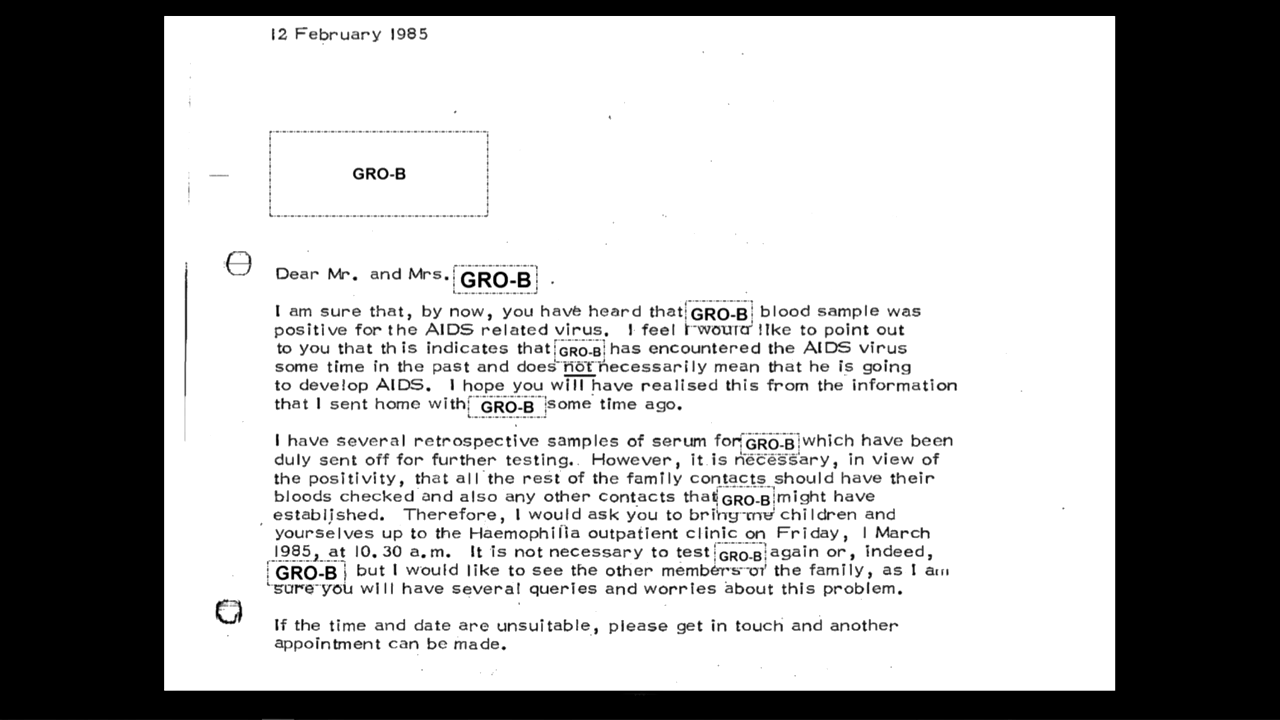 12 February 1985
GRO-B
Dear Mr. and Mrs. GRO-B .
I am sure that, by now, you have heard that GRO-B blood sample was
positive for the AIDS related virus. I feel I would like to point out
to you that this indicates that GRO-B has encountered the AIDS virus
some time in the past and does not necessarily mean that he is going
to develop AIDS. I hope you will have realised this from the information
that I sent home with GRO-B some time ago.
I have several retrospective samples of serum for GRO-B which have been
duly sent off for further testing. However, it is necessary, in view of
the positivity, that all the rest of the family contacts should have their
bloods checked and also any other contacts that GRO-B might have
established. Therefore, I would ask you to bring the children and
yourselves up to the Haemophilia outpatient clinic on Friday, 1 March
1985, at 10.30 a.m. It is not necessary to test GRO-B again or, indeed,
GRO-B but I would like to see the other members of the family, as I am
sure you will have several queries and worries about this problem.
If the time and date are unsuitable, please get in touch and another
appointment can be made.